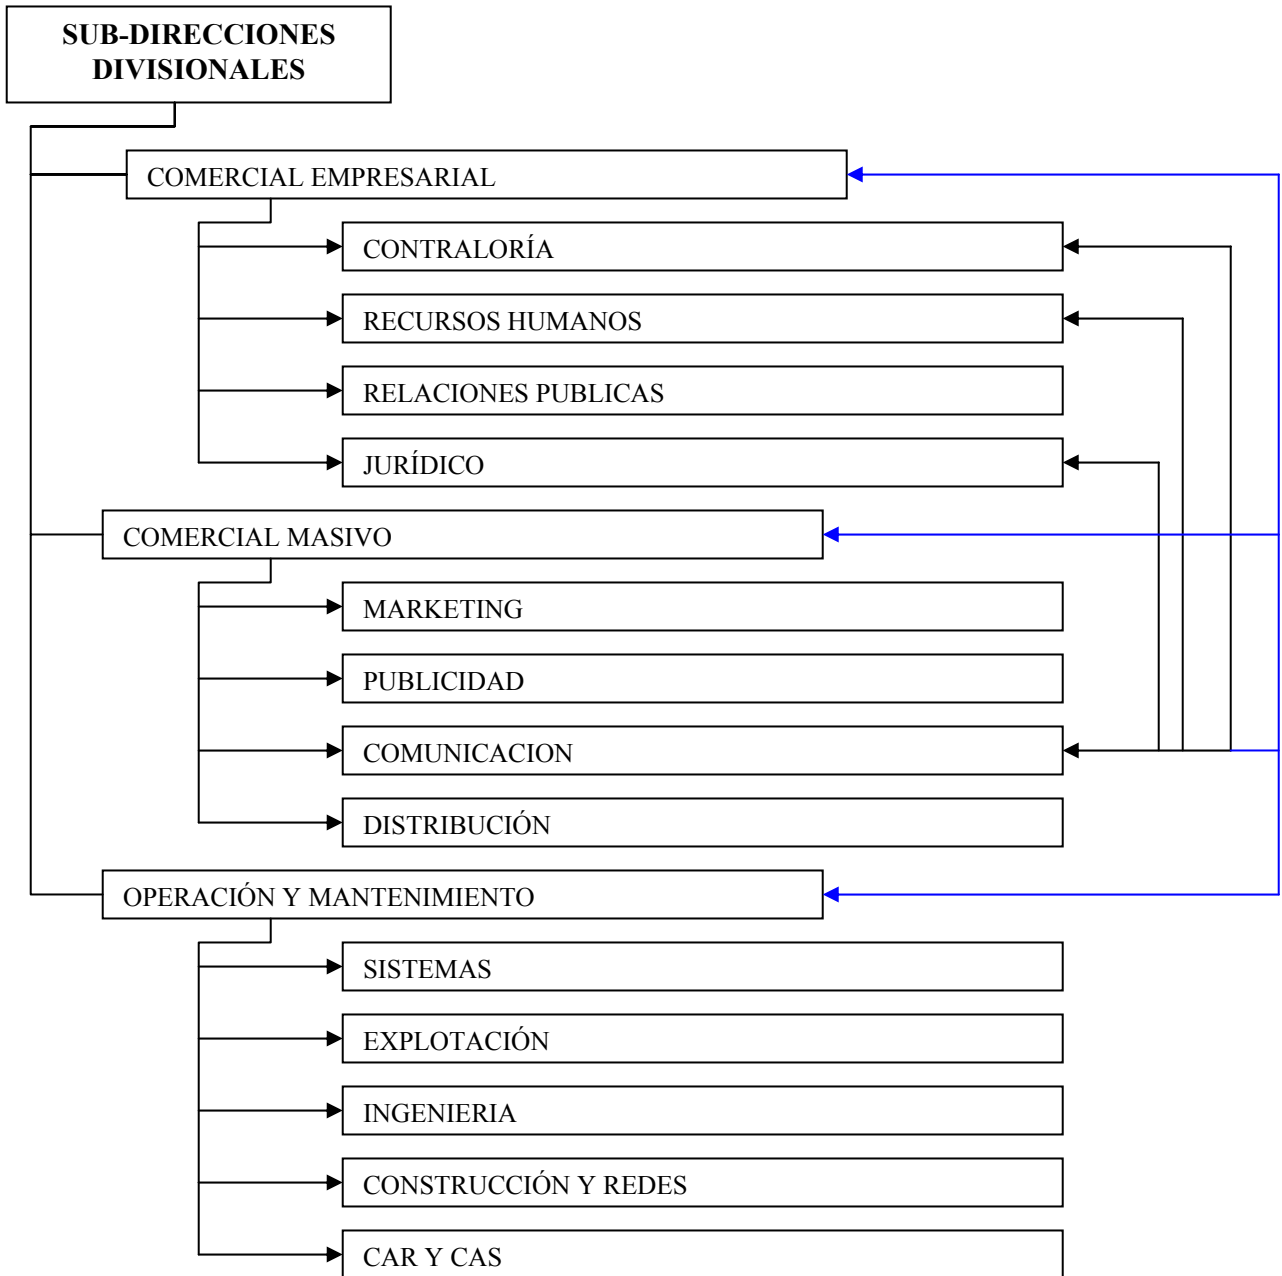 SUB-DIRECCIONES
DIVISIONALES
COMERCIAL EMPRESARIAL
CONTRALORÍA
RECURSOS HUMANOS
RELACIONES PUBLICAS
JURÍDICO
COMERCIAL MASIVO
MARKETING
PUBLICIDAD
COMUNICACION
DISTRIBUCIÓN
OPERACIÓN Y MANTENIMIENTO
SISTEMAS
EXPLOTACIÓN
INGENIERIA
CONSTRUCCIÓN Y REDES
CAR Y CAS